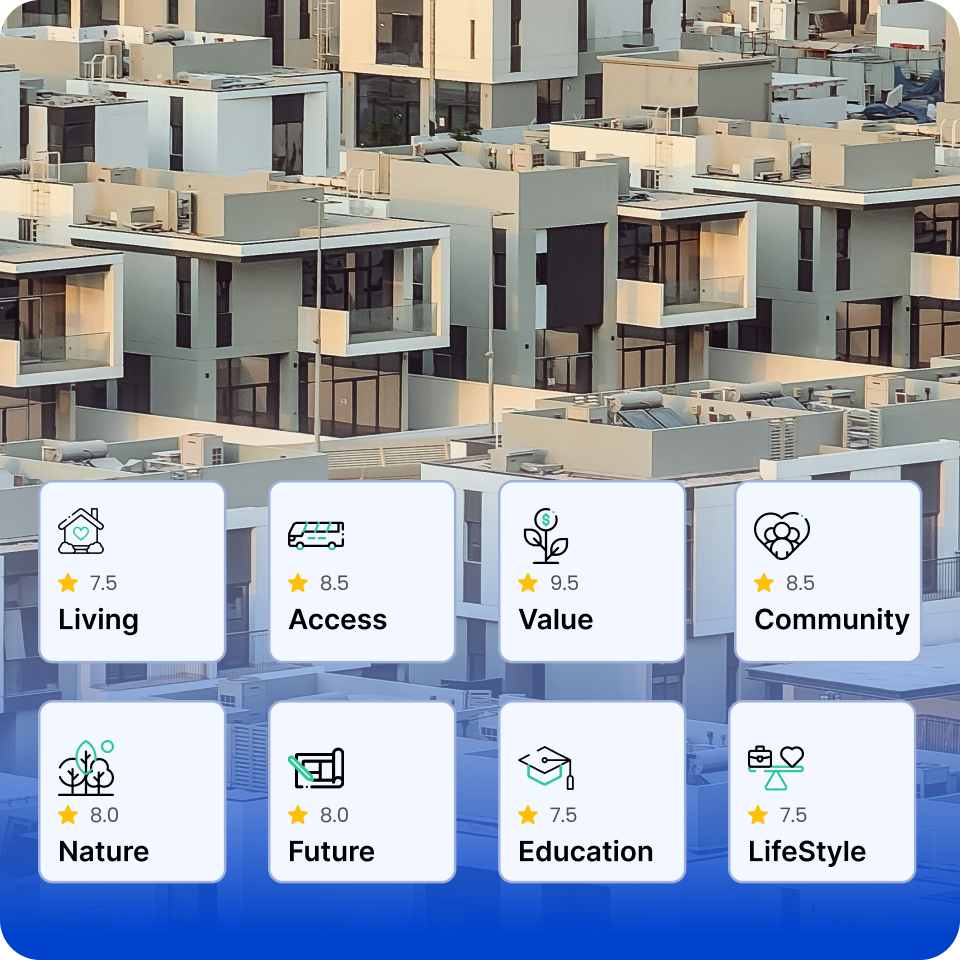 7.5
Living
8.5
Access
$
9.5
Value
8.5
Community
8.0
Nature
8.0
Future
7.5
Education
7.5
LifeStyle